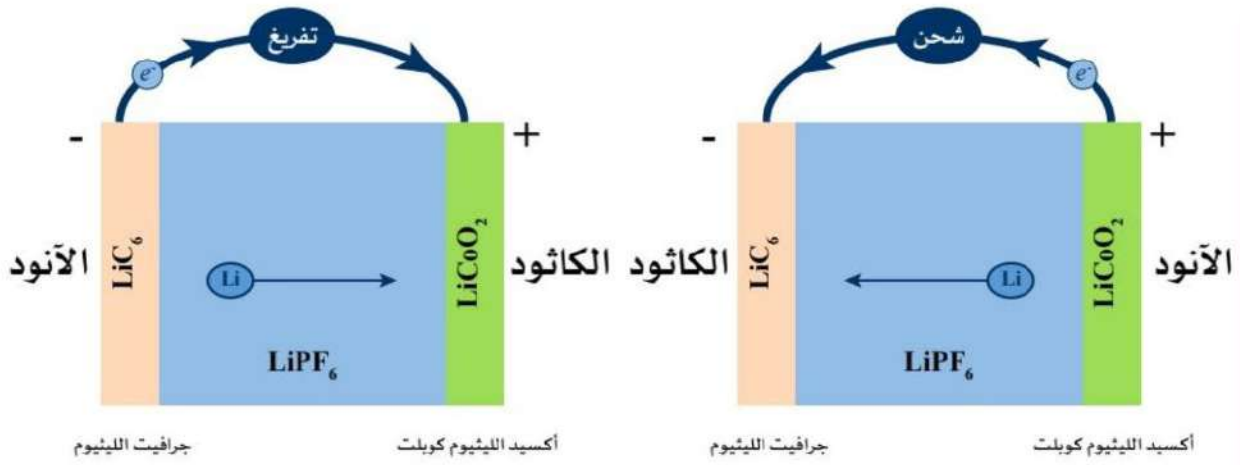 تفريغ
e-
-
+
الآنود
LiC6
Li
LiPF6
LiCoO2
الكاثود
جرافيت الليثيوم
أكسيد الليثيوم كوبلت
شحن
e-
-
+
الكاثود
LiC6
Li
LiPF6
LiCoO2
الآنود
جرافيت الليثيوم
أكسيد الليثيوم كوبلت